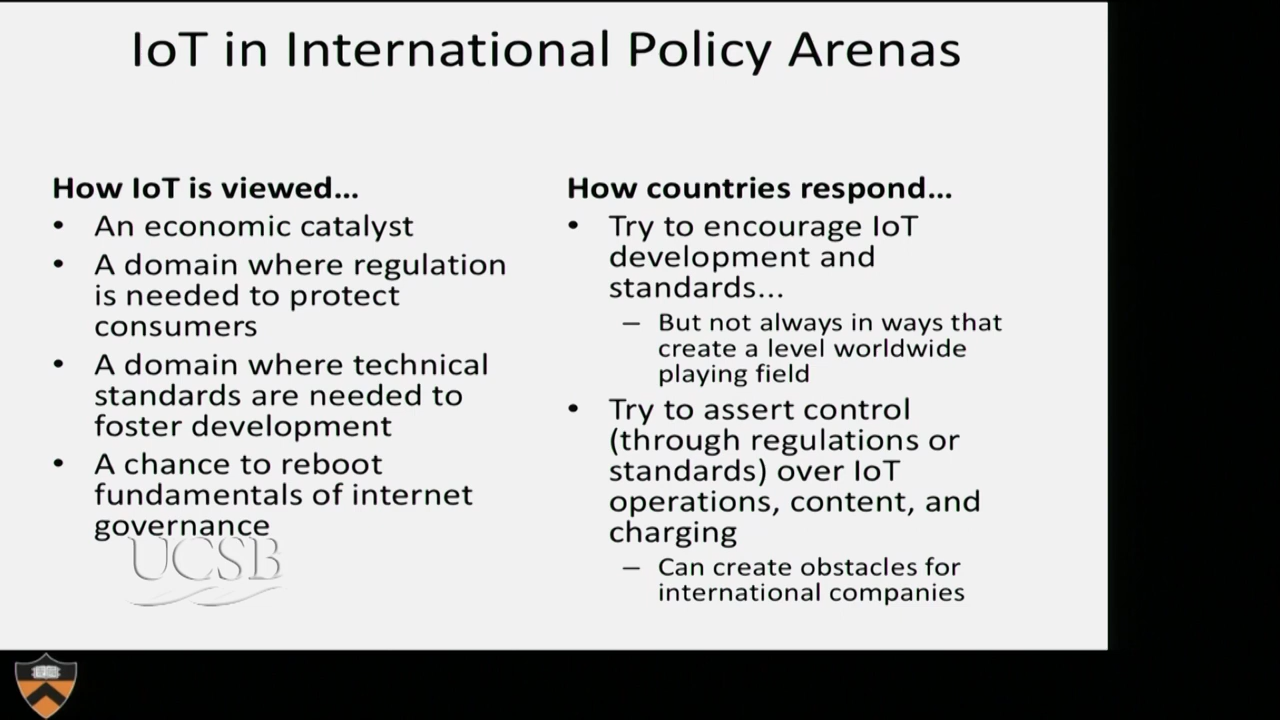 IoT in International Policy Arenas
How IoT is viewed...
• An economic catalyst
• A domain where regulation
is needed to protect
consumers
• A domain where technical
standards are needed to
foster development
• A chance to reboot
fundamentals of internet
governance
UCSB
How countries respond...
• Try to encourage IoT
development and
standards...
– But not always in ways that
create a level worldwide
playing field
• Try to assert control
(through regulations or
standards) over IoT
operations, content, and
charging
– Can create obstacles for
international companies